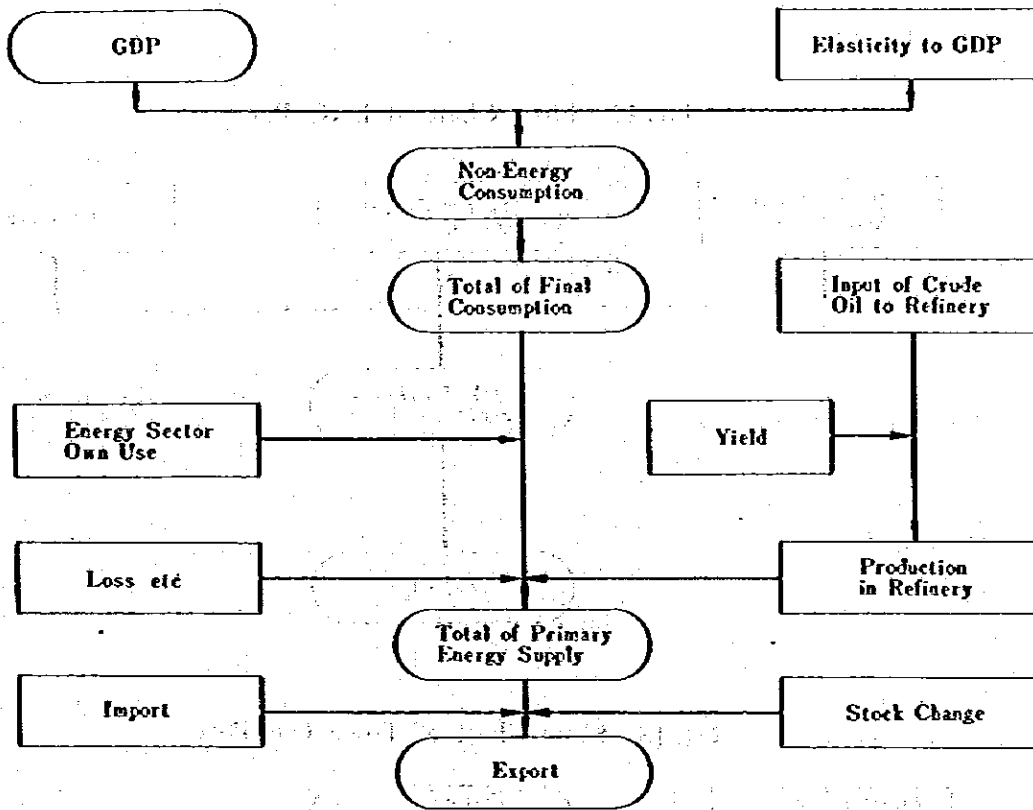 GDP
Elasticity to GDP
Non-Energy
Consumption
Total of Final
Consumption
Input of Crude
Oil to Refinery
Energy Sector
Own Use
Yield
Loss etc
Production
in Refinery
Total of Primary
Energy Supply
Import
Stock Change
Export